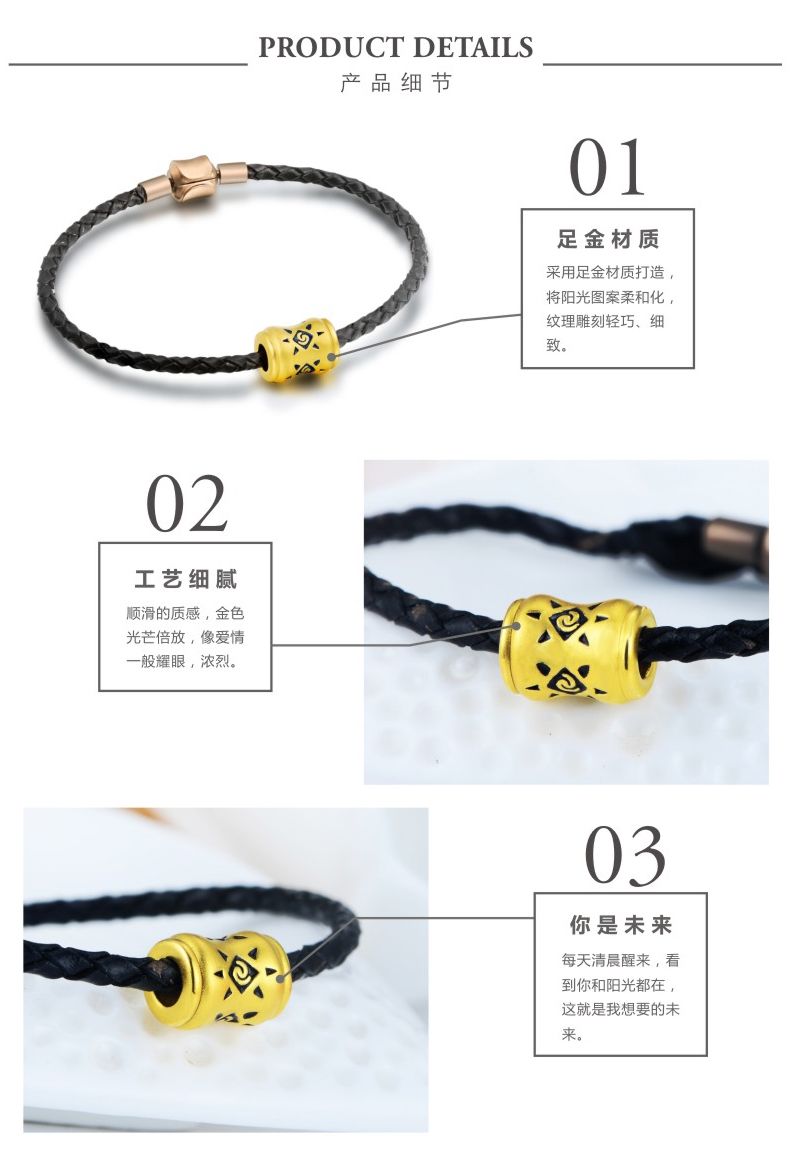 PRODUCT DETAILS
产品细节
01
足金材质
采用足金材质打造，
将阳光图案柔和化，
纹理雕刻轻巧、细
致。
02
工艺细腻
顺滑的质感，金色
光芒倍放，像爱情
一般耀眼，浓烈。
03
你是未来
每天清晨醒来，看
到你和阳光都在，
这就是我想要的未
来。